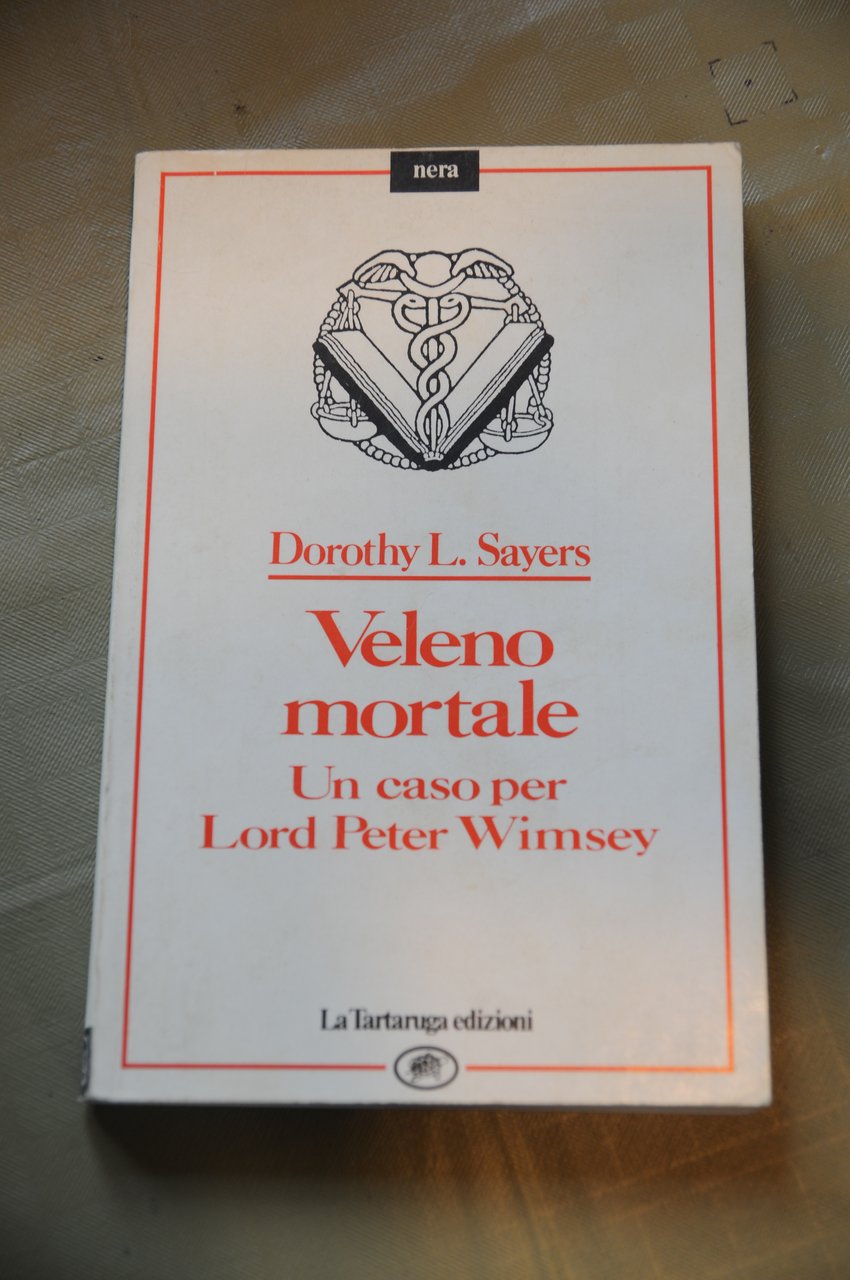 nera
Dorothy L. Sayers
Veleno
mortale
Un caso per
Lord Peter Wimsey
La Tartaruga edizioni